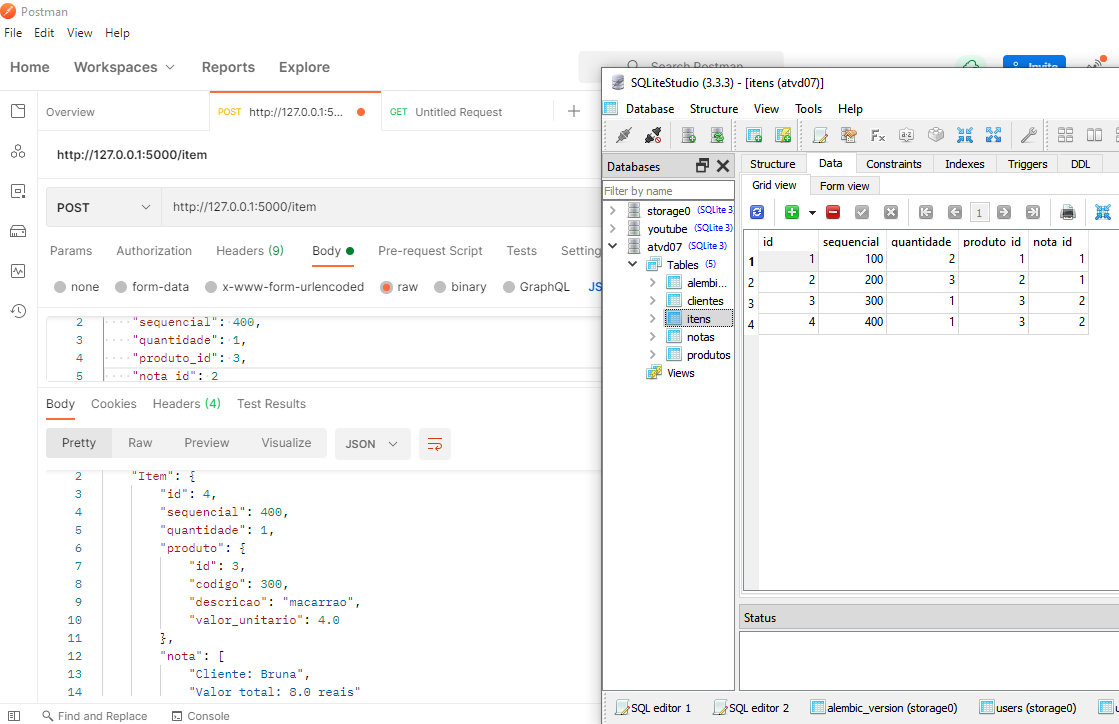 Postman
File Edit View Help
Home Workspaces Reports Explore
Search Postman
Invite
Overview
POST http://127.0.0.1:5...
GET Untitled Request
http://127.0.0.1:5000/item
POST http://127.0.0.1:5000/item
Params Authorization Headers (9) Body Pre-request Script Tests Setting
none form-data x-www-form-urlencoded raw binary GraphQL JS
2 "sequencial": 400,
3 "quantidade": 1,
4 "produto_id": 3,
5 "nota_id": 2
Body Cookies Headers (4) Test Results
Pretty Raw Preview Visualize JSON
2 "Item": {
3 "id": 4,
4 "sequencial": 400,
5 "quantidade": 1,
6 "produto": {
7 "id": 3,
8 "codigo": 300,
9 "descricao": "macarrao",
10 "valor_unitario": 4.0
11 },
12 "nota": [
13 "Cliente: Bruna",
14 "Valor total: 8.0 reais"
Find and Replace Console
SQLiteStudio (3.3.3) - [itens (atvd07)]
Database Structure View Tools Help
Databases
Filter by name
storage0 (SQLite 3)
youtube (SQLite 3)
atvd07 (SQLite 3)
Tables (5)
alembi...
clientes
itens
notas
produtos
Views
Structure Data Constraints Indexes Triggers DDL
Grid view Form view
1
id sequencial quantidade produto_id nota_id
1 1 100 2 1 1
2 2 200 3 2 1
3 3 300 1 3 2
4 4 400 1 3 2
Status
SQL editor 1 SQL editor 2 alembic_version (storage0) users (storage0)